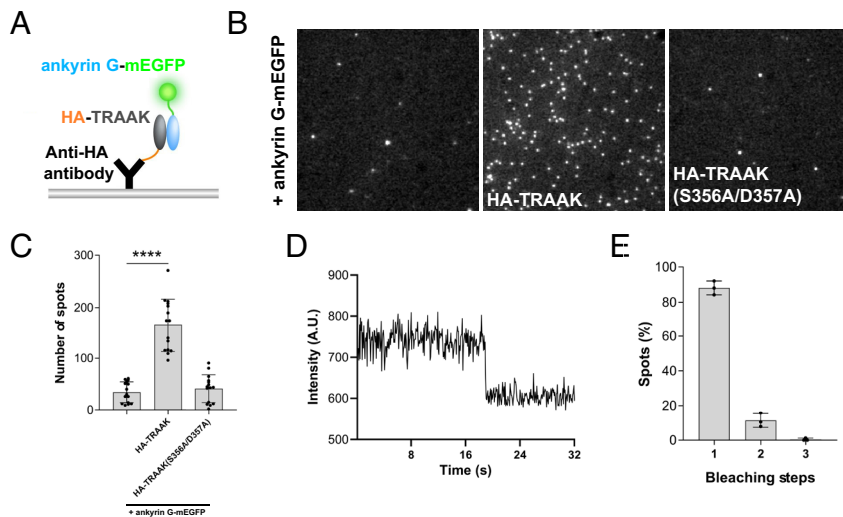 A
ankyrin G-mEGFP
HA-TRAAK
Anti-HA
antibody
B
+ ankyrin G-mEGFP
HA-TRAAK
HA-TRAAK
(S356A/D357A)
C
Number of spots
300
200
100
0
****
HA-TRAAK
HA-TRAAK(S356A/D357A)
+ ankyrin G-mEGFP
D
Intensity (A.U.)
900
800
700
600
500
8
16
24
32
Time (s)
E
Spots (%)
100
80
60
40
20
0
1
2
3
Bleaching steps